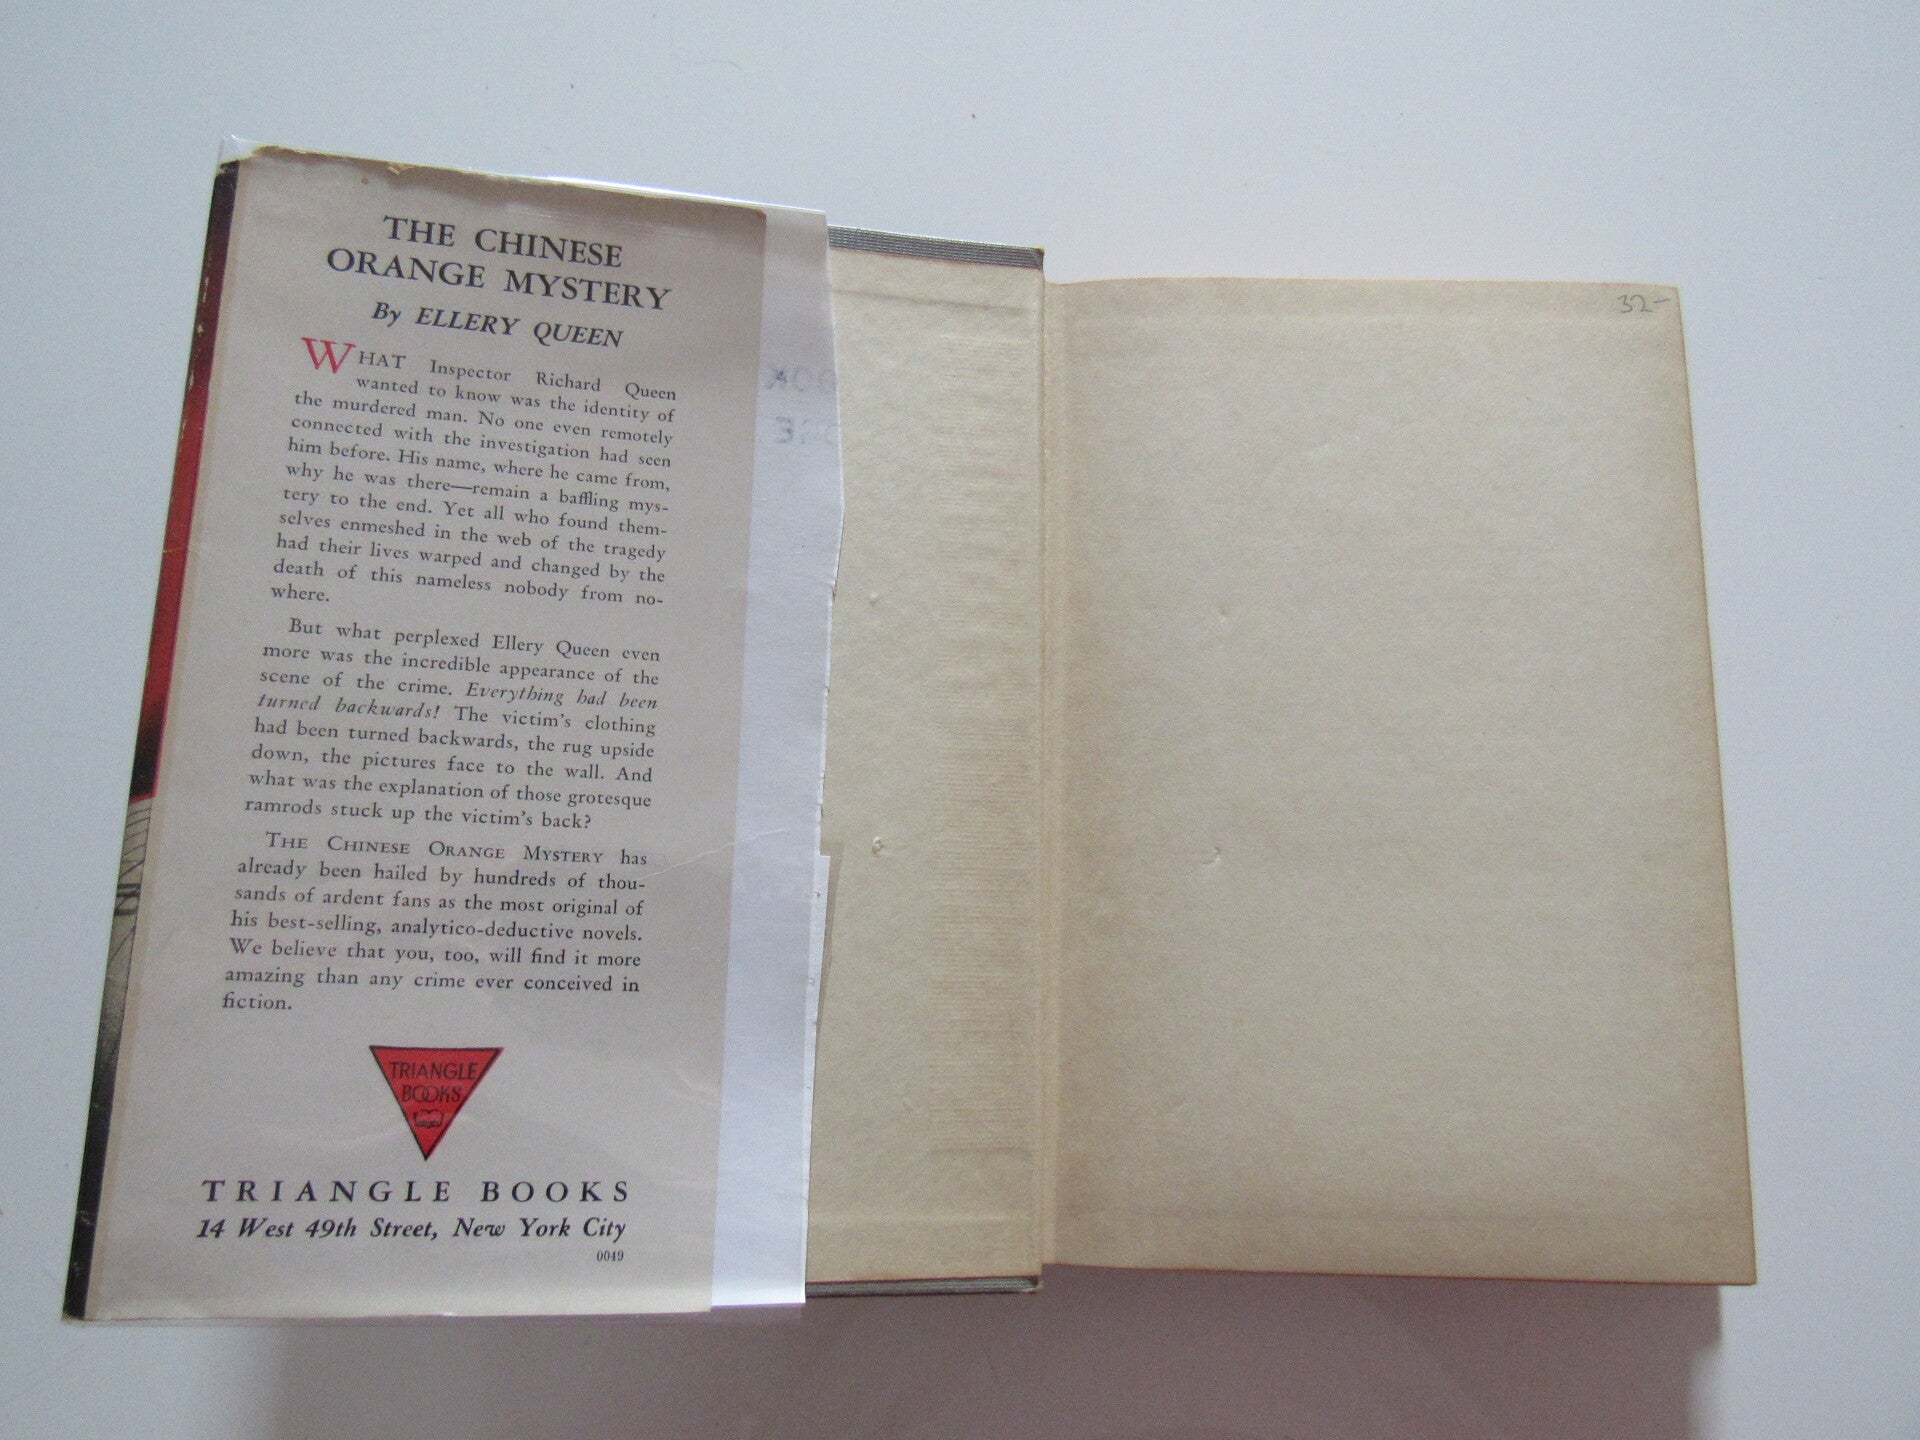 THE CHINESE
ORANGE MYSTERY
By ELLERY QUEEN
WHAT Inspector Richard Queen
wanted to know was the identity of
the murdered man. No one even remotely
connected with the investigation had seen
him before. His name, where he came from,
why he was there—remain a baffling mys-
tery to the end. Yet all who found them-
selves enmeshed in the web of the tragedy
had their lives warped and changed by the
death of this nameless nobody from no-
where.
But what perplexed Ellery Queen even
more was the incredible appearance of the
scene of the crime. Everything had been
turned backwards! The victim's clothing
had been turned backwards, the rug upside
down, the pictures face to the wall. And
what was the explanation of those grotesque
ramrods stuck up the victim's back?
THE CHINESE ORANGE MYSTERY has
already been hailed by hundreds of thou-
sands of ardent fans as the most original of
his best-selling, analytico-deductive novels.
We believe that you, too, will find it more
amazing than any crime ever conceived in
fiction.
TRIANGLE
BOOKS
TRIANGLE BOOKS
14 West 49th Street, New York City
0049
32-